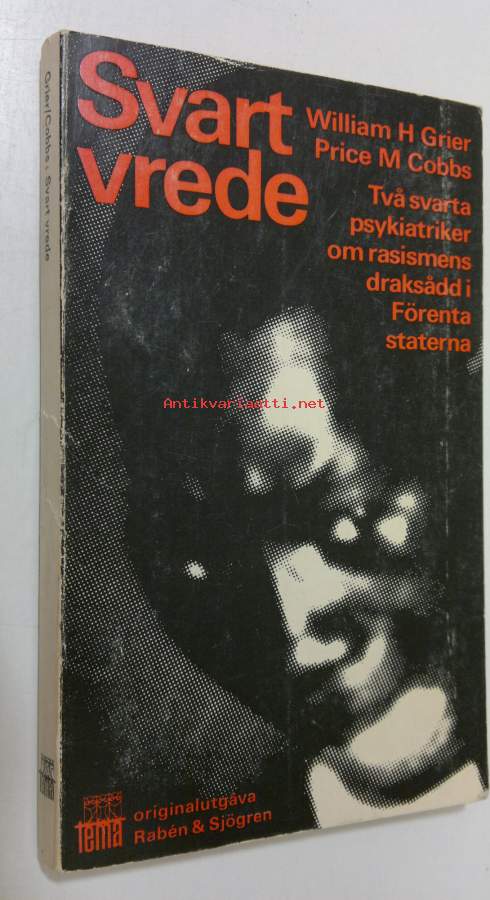 Grier/Cobbs, Svart vrede
Svart
vrede
William H Grier
Price M Cobbs
Två svarta
psykiatriker
om rasismens
draksådd i
Förenta
staterna
Antikvariaatti.net
tema
tema
originalutgåva
Rabén & Sjögren